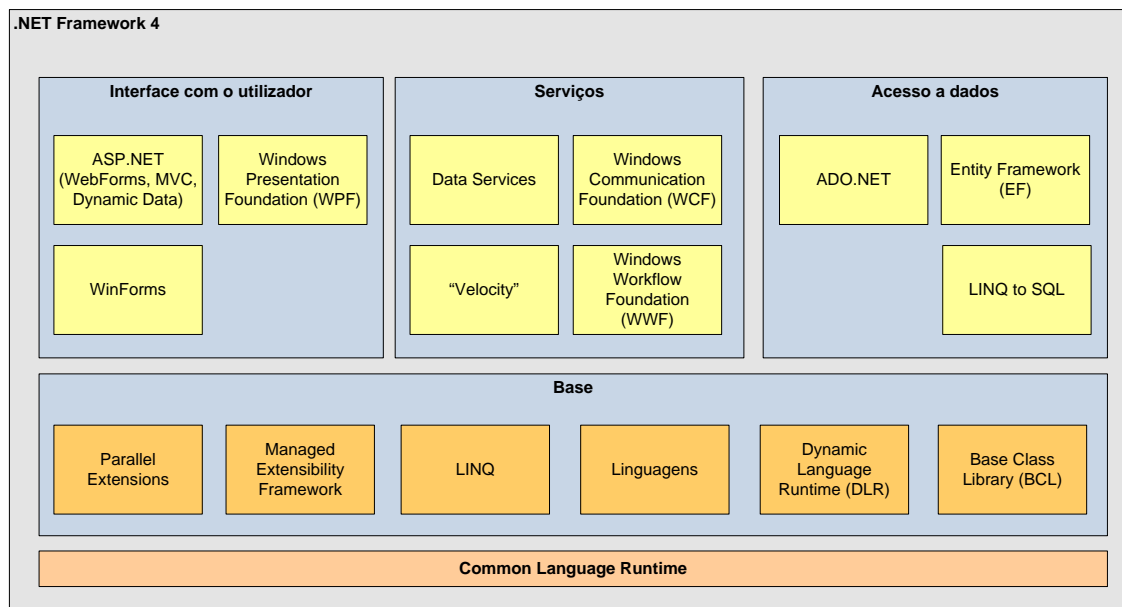 .NET Framework 4
Interface com o utilizador
ASP.NET
(WebForms, MVC,
Dynamic Data)
Windows
Presentation
Foundation (WPF)
WinForms
Serviços
Data Services
Windows
Communication
Foundation (WCF)
“Velocity”
Windows
Workflow
Foundation
(WWF)
Acesso a dados
ADO.NET
Entity Framework
(EF)
LINQ to SQL
Base
Parallel
Extensions
Managed
Extensibility
Framework
LINQ
Linguagens
Dynamic
Language
Runtime (DLR)
Base Class
Library (BCL)
Common Language Runtime